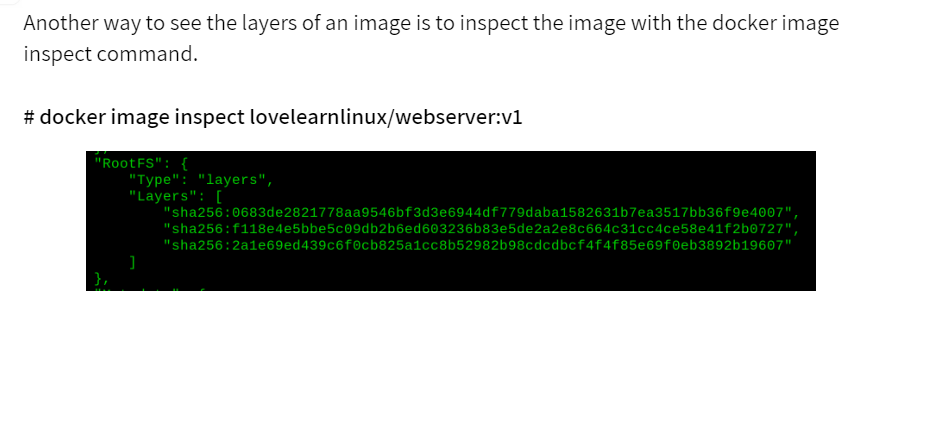 Another way to see the layers of an image is to inspect the image with the docker image
inspect command.
# docker image inspect lovelearnlinux/webserver:v1
"RootFS": {
"Type": "layers",
"Layers": [
"sha256:0683de2821778aa9546bf3d3e6944df779daba1582631b7ea3517bb36f9e4007",
"sha256:f118e4e5bbe5c09db2b6ed603236b83e5de2a2e8c664c31cc4ce58e41f2b0727",
"sha256:2a1e69ed439c6f0cb825a1cc8b52982b98cdcdbcf4f4f85e69f0eb3892b19607"
]
},